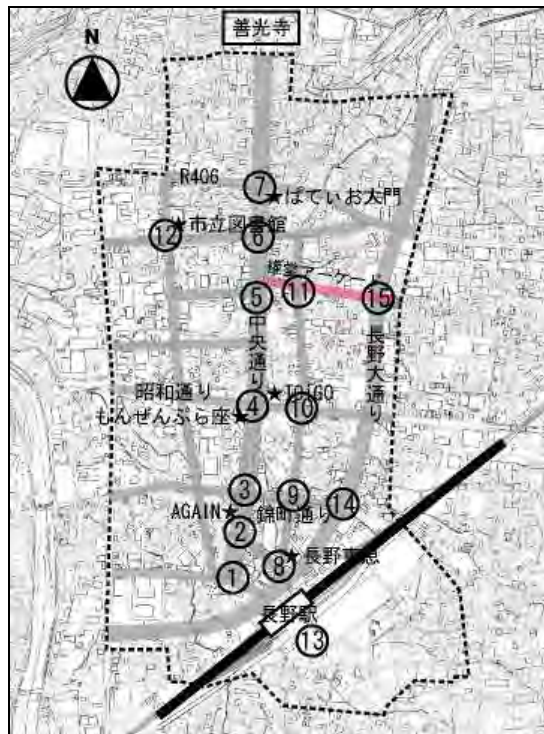 善光寺
N
R406
⑦
★ぱてぃお大門
⑫
★市立図書館
⑥
権堂アーケード
⑤
⑪
⑮
中央通り
長野大通り
昭和通り
★TOiGO
もんぜんぷら座★
④
⑩
③
⑨
⑭
AGAIN★
錦町通り
②
①
⑧
★長野東急
長野駅
⑬